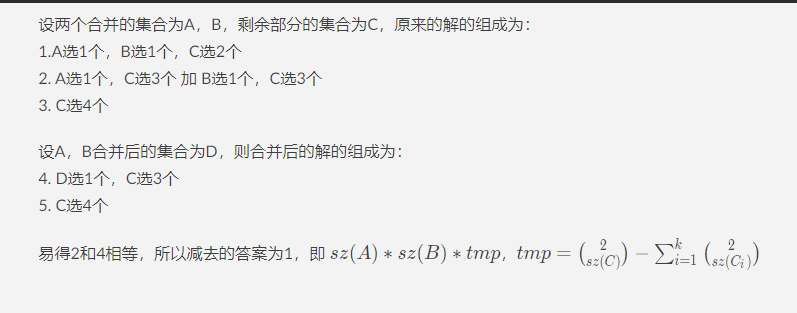 设两个合并的集合为A，B，剩余部分的集合为C，原来的解的组成为：
1.A选1个，B选1个，C选2个
2. A选1个，C选3个 加 B选1个，C选3个
3. C选4个
设A，B合并后的集合为D，则合并后的解的组成为：
4. D选1个，C选3个
5. C选4个
易得2和4相等，所以减去的答案为1，即 sz(A) ∗ sz(B) ∗ tmp，tmp = \binom{2}{sz(C)} − \sum_{i=1}^{k} \binom{2}{sz(C_i)}